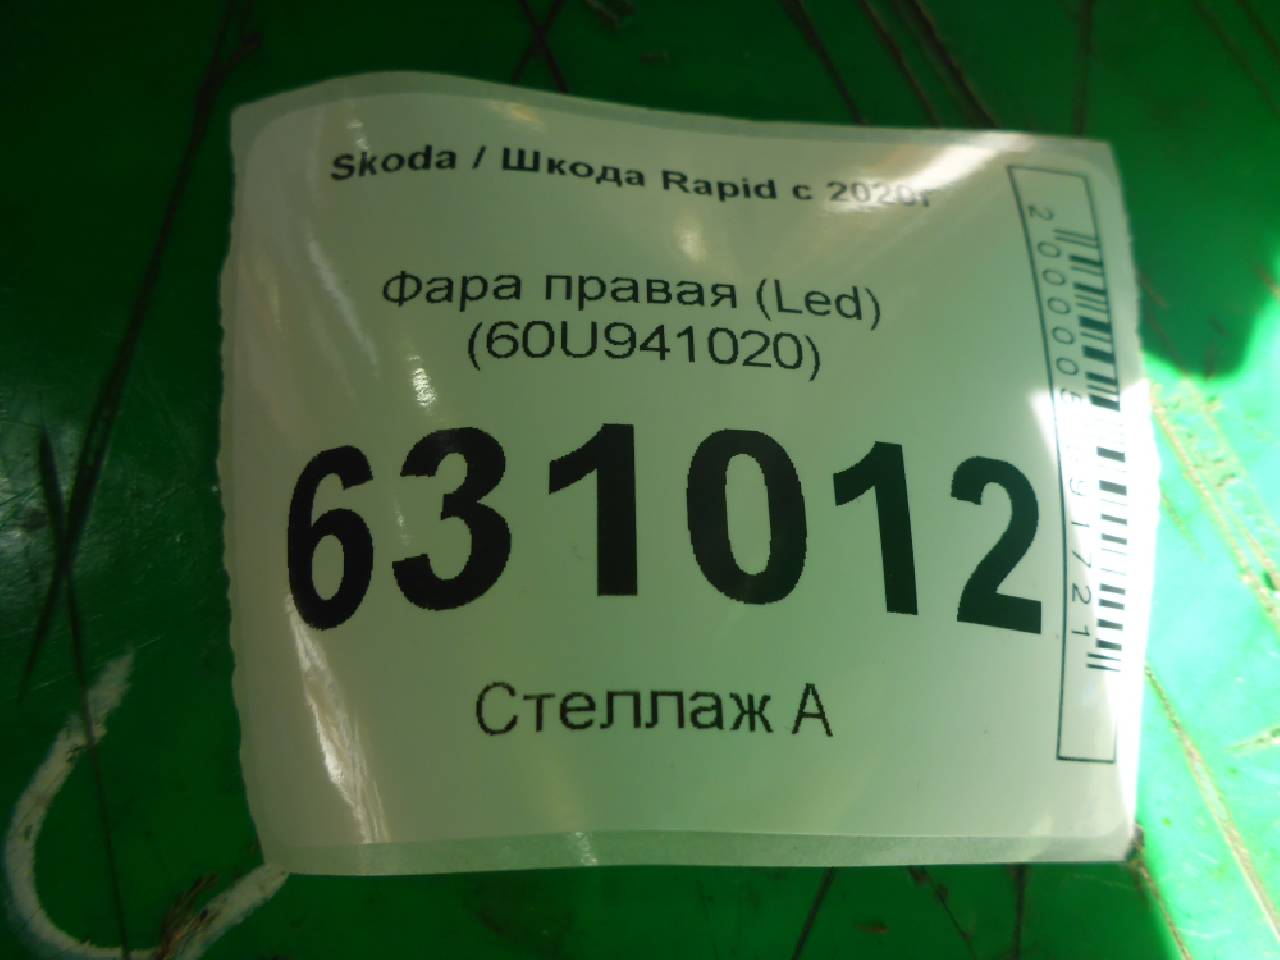 Skoda / Шкода Rapid с 2020г
Фара правая (Led)
(60U941020)
631012
Стеллаж А